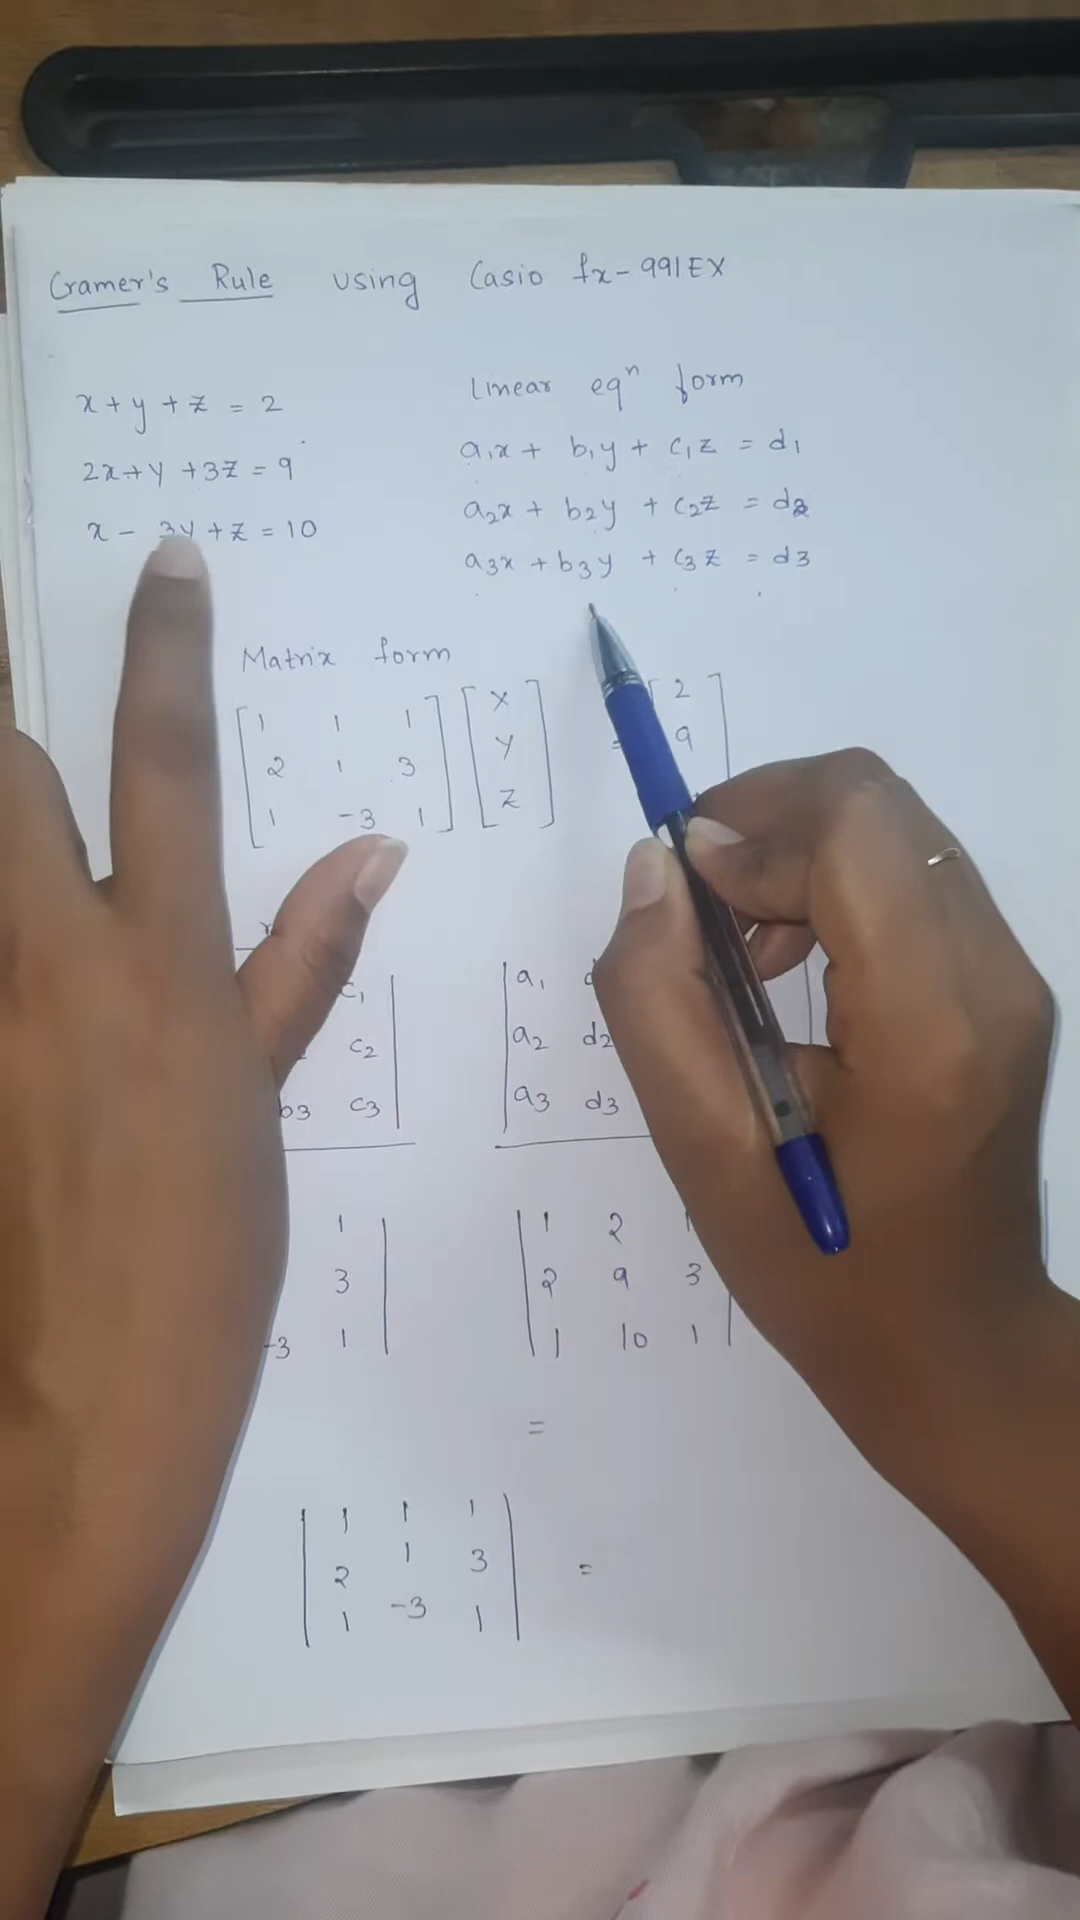 Cramer's Rule using Casio fx-991EX
x + y + z = 2
2x + y + 3z = 9
x - 3y + z = 10
Linear eqⁿ form
a₁x + b₁y + c₁z = d₁
a₂x + b₂y + c₂z = d₂
a₃x + b₃y + c₃z = d₃
Matrix form
1 1 1 x 2
2 1 3 y = 9
1 -3 1 z
c₁ a₁
c₂ a₂ d₂
b₃ c₃ a₃ d₃
1 1 2 1
3 2 9 3
-3 1 1 10 1
=
1 1 1
2 1 3 =
1 -3 1